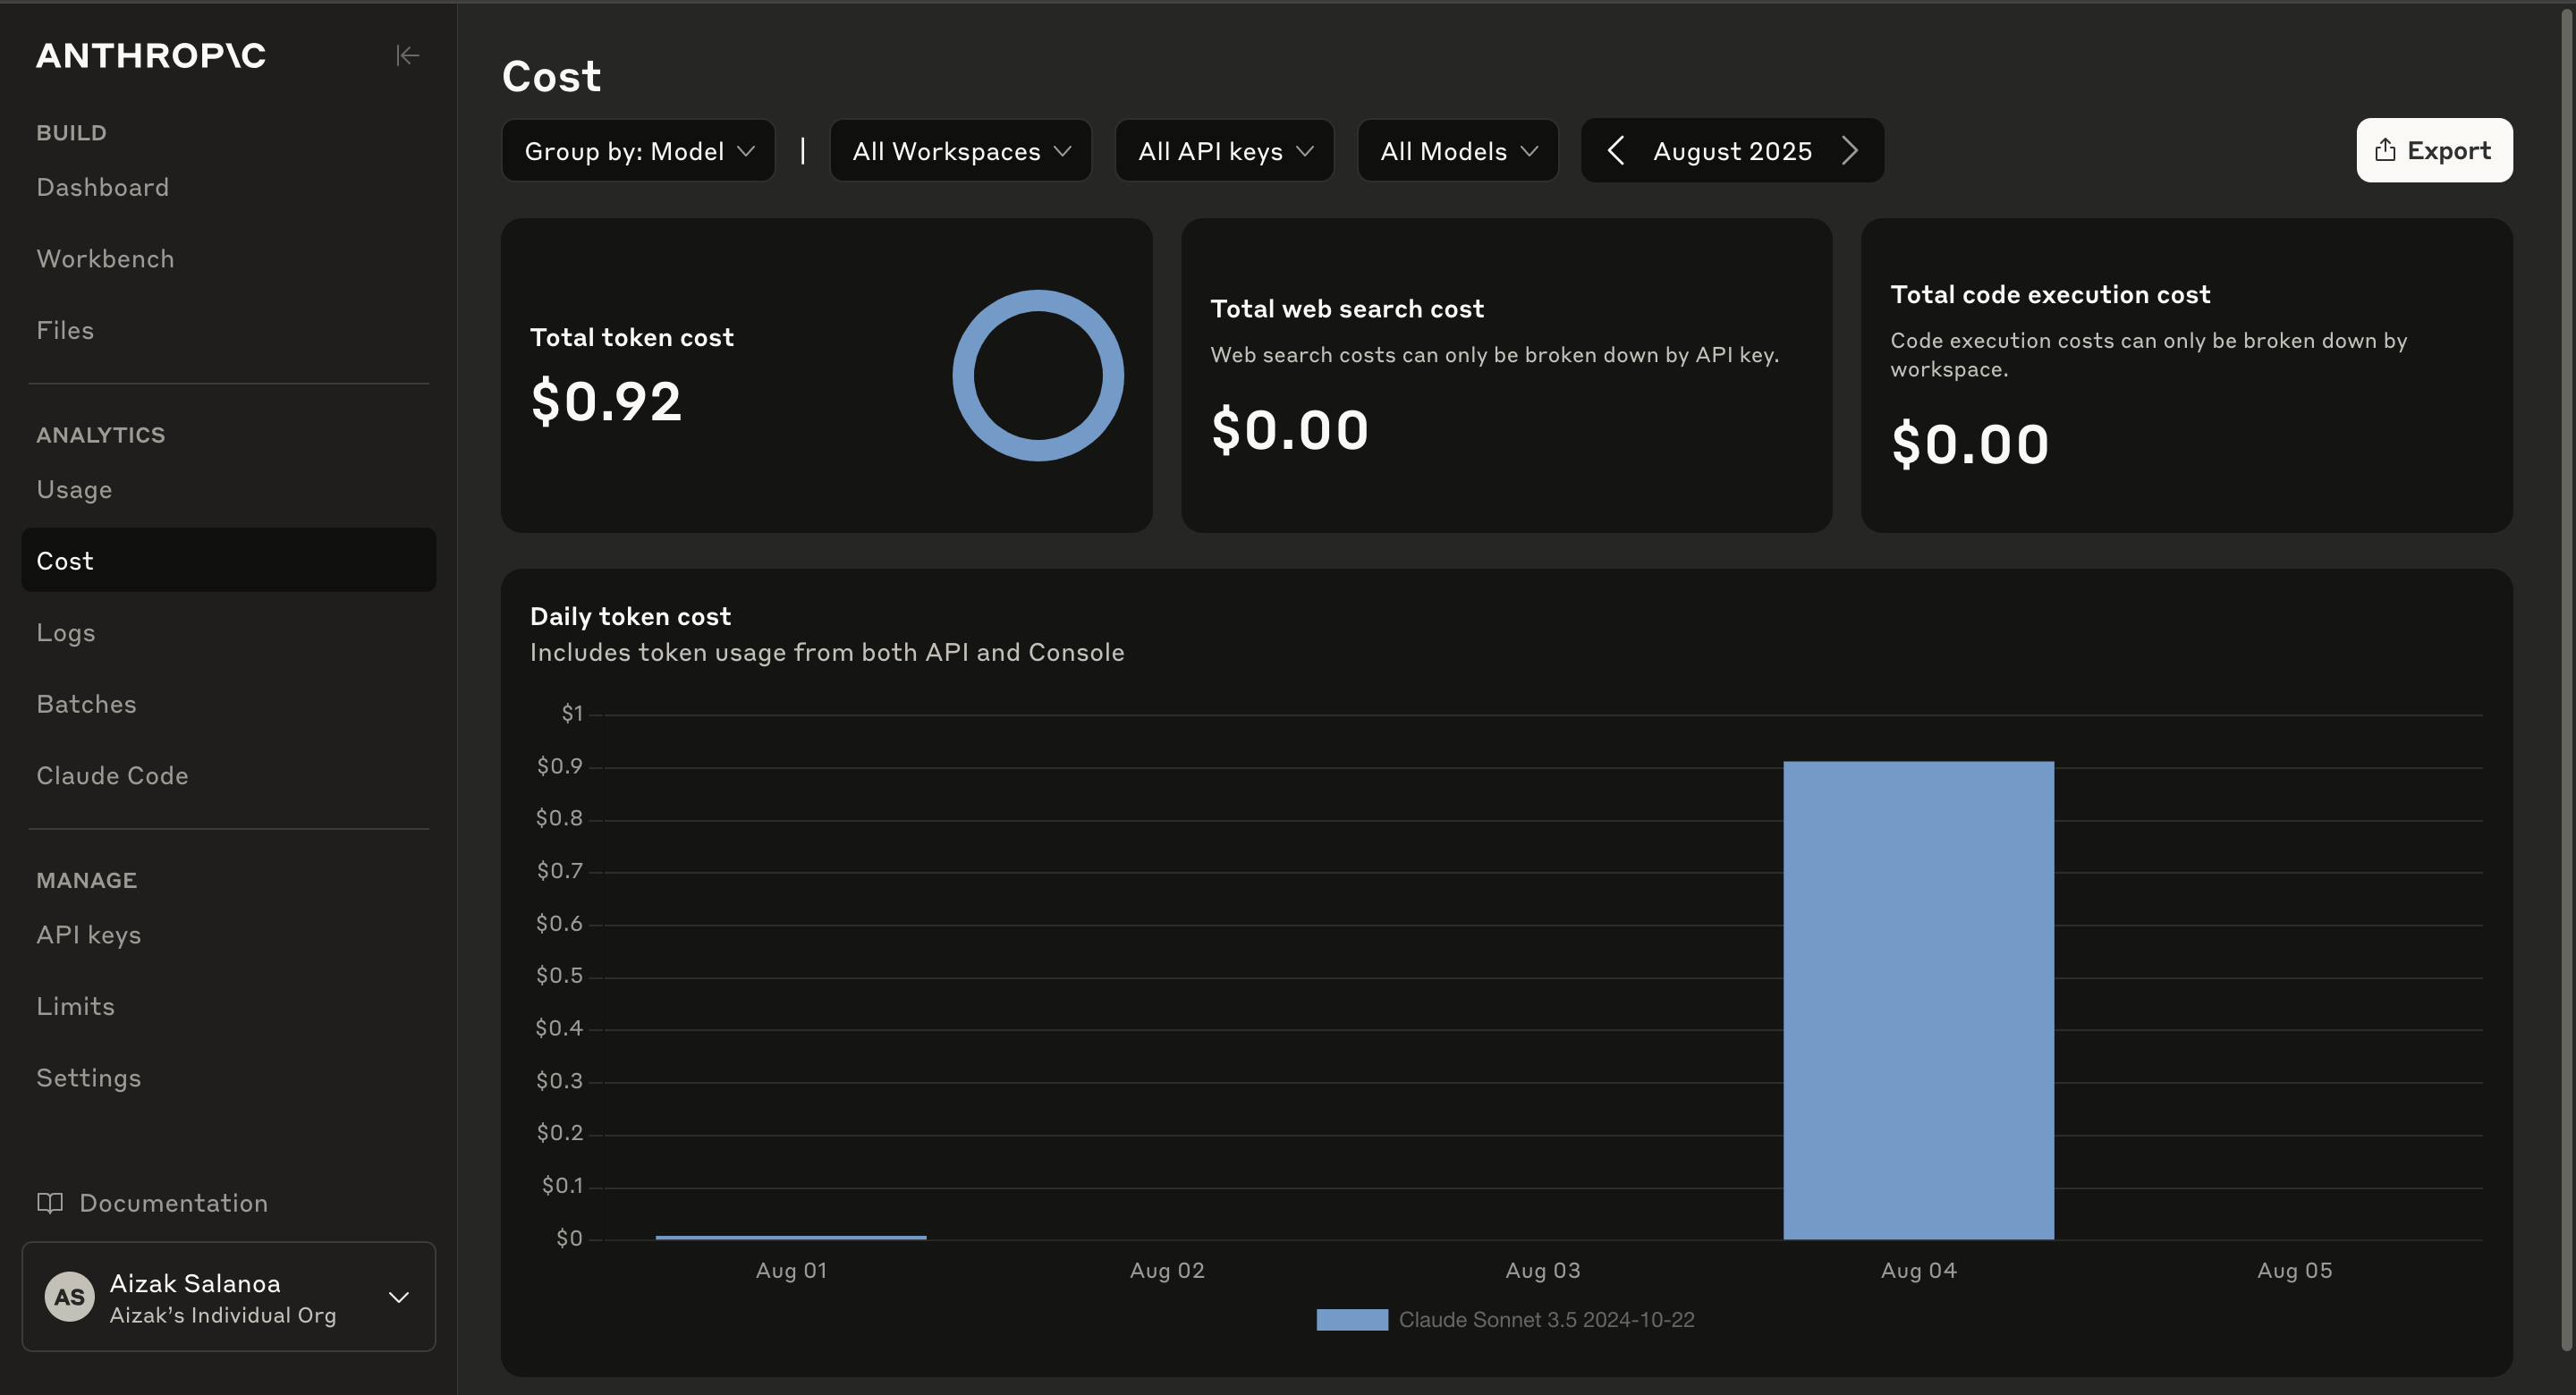 ANTHROP\C
BUILD
Dashboard
Workbench
Files
ANALYTICS
Usage
Cost
Logs
Batches
Claude Code
MANAGE
API keys
Limits
Settings
Documentation
AS
Aizak Salanoa
Aizak’s Individual Org
Cost
Group by: Model | All Workspaces All API keys All Models August 2025 Export
Total token cost
$0.92
Total web search cost
Web search costs can only be broken down by API key.
$0.00
Total code execution cost
Code execution costs can only be broken down by
workspace.
$0.00
Daily token cost
Includes token usage from both API and Console
$1
$0.9
$0.8
$0.7
$0.6
$0.5
$0.4
$0.3
$0.2
$0.1
$0
Aug 01 Aug 02 Aug 03 Aug 04 Aug 05
Claude Sonnet 3.5 2024-10-22